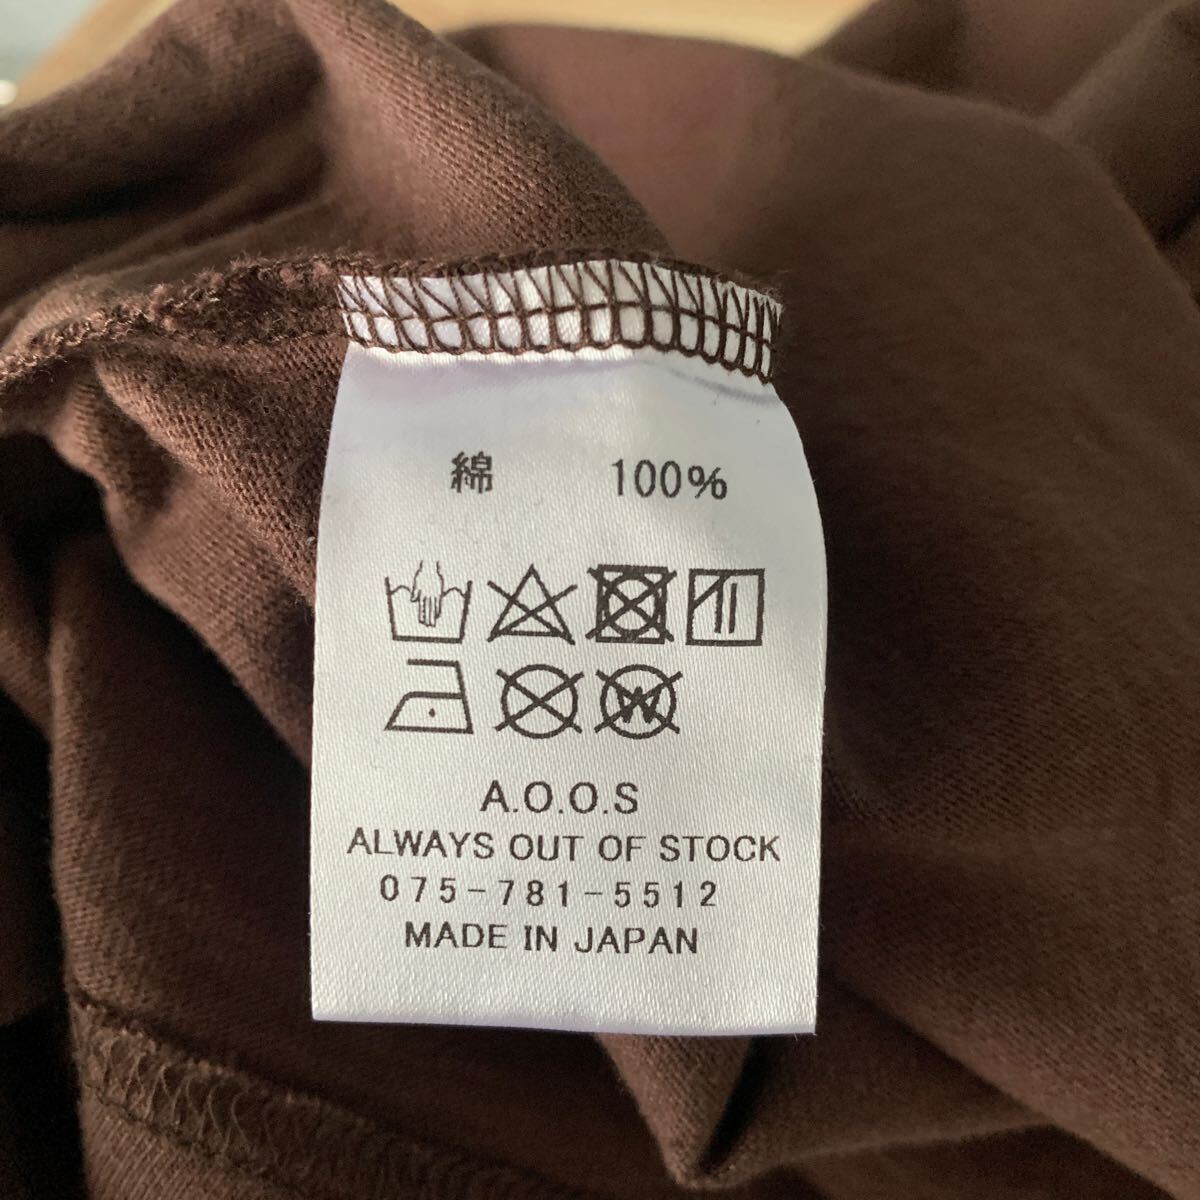 綿 100%
W
A.O.O.S
ALWAYS OUT OF STOCK
075-781-5512
MADE IN JAPAN